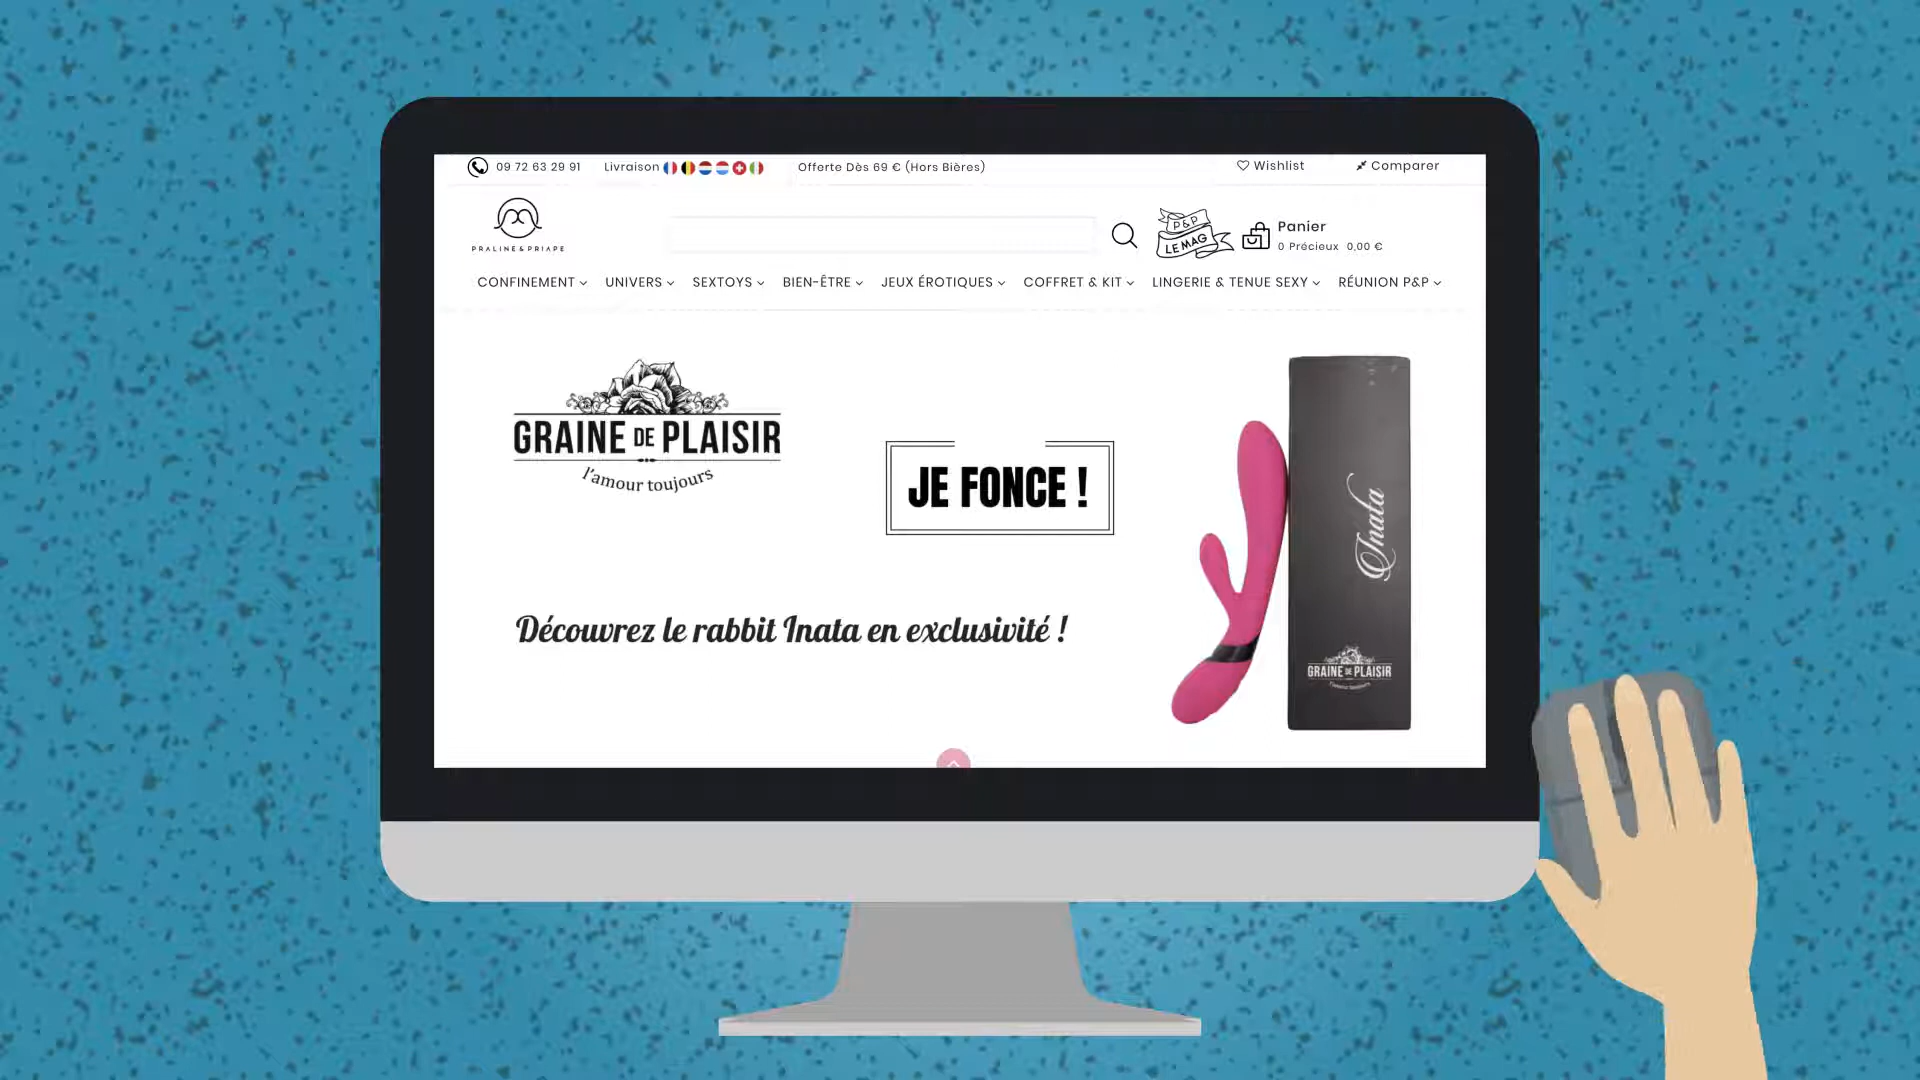 09 72 63 29 91 Livraison Offerte Dès 69 € (Hors Bières) Wishlist Comparer
PRALINE & PRIAPE
P&P
LE MAG
Panier
0 Précieux 0,00 €
CONFINEMENT UNIVERS SEXTOYS BIEN-ÊTRE JEUX ÉROTIQUES COFFRET & KIT LINGERIE & TENUE SEXY RÉUNION P&P
GRAINE DE PLAISIR
l'amour toujours
JE FONCE !
Découvrez le rabbit Inata en exclusivité !
Inata
GRAINE DE PLAISIR
l'amour toujours